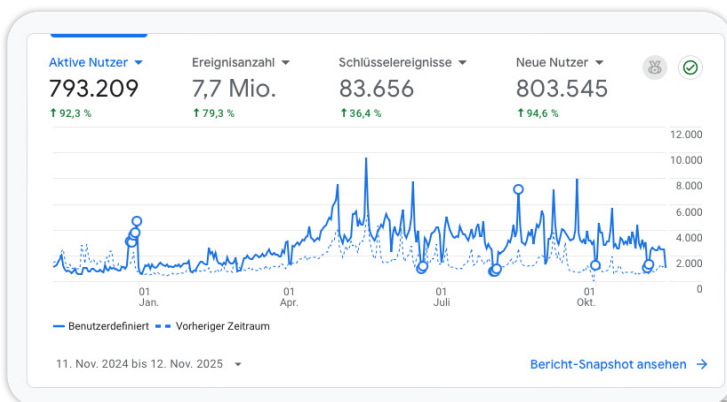 Aktive Nutzer Ereignisanzahl Schlüsselereignisse Neue Nutzer
793.209 7,7 Mio. 83.656 803.545
↑ 92,3 % ↑ 79,3 % ↑ 36,4 % ↑ 94,6 %
12.000
10.000
8.000
6.000
4.000
2.000
0
01 01 01 01
Jan. Apr. Juli Okt.
Benutzerdefiniert Vorheriger Zeitraum
11. Nov. 2024 bis 12. Nov. 2025 Bericht-Snapshot ansehen →